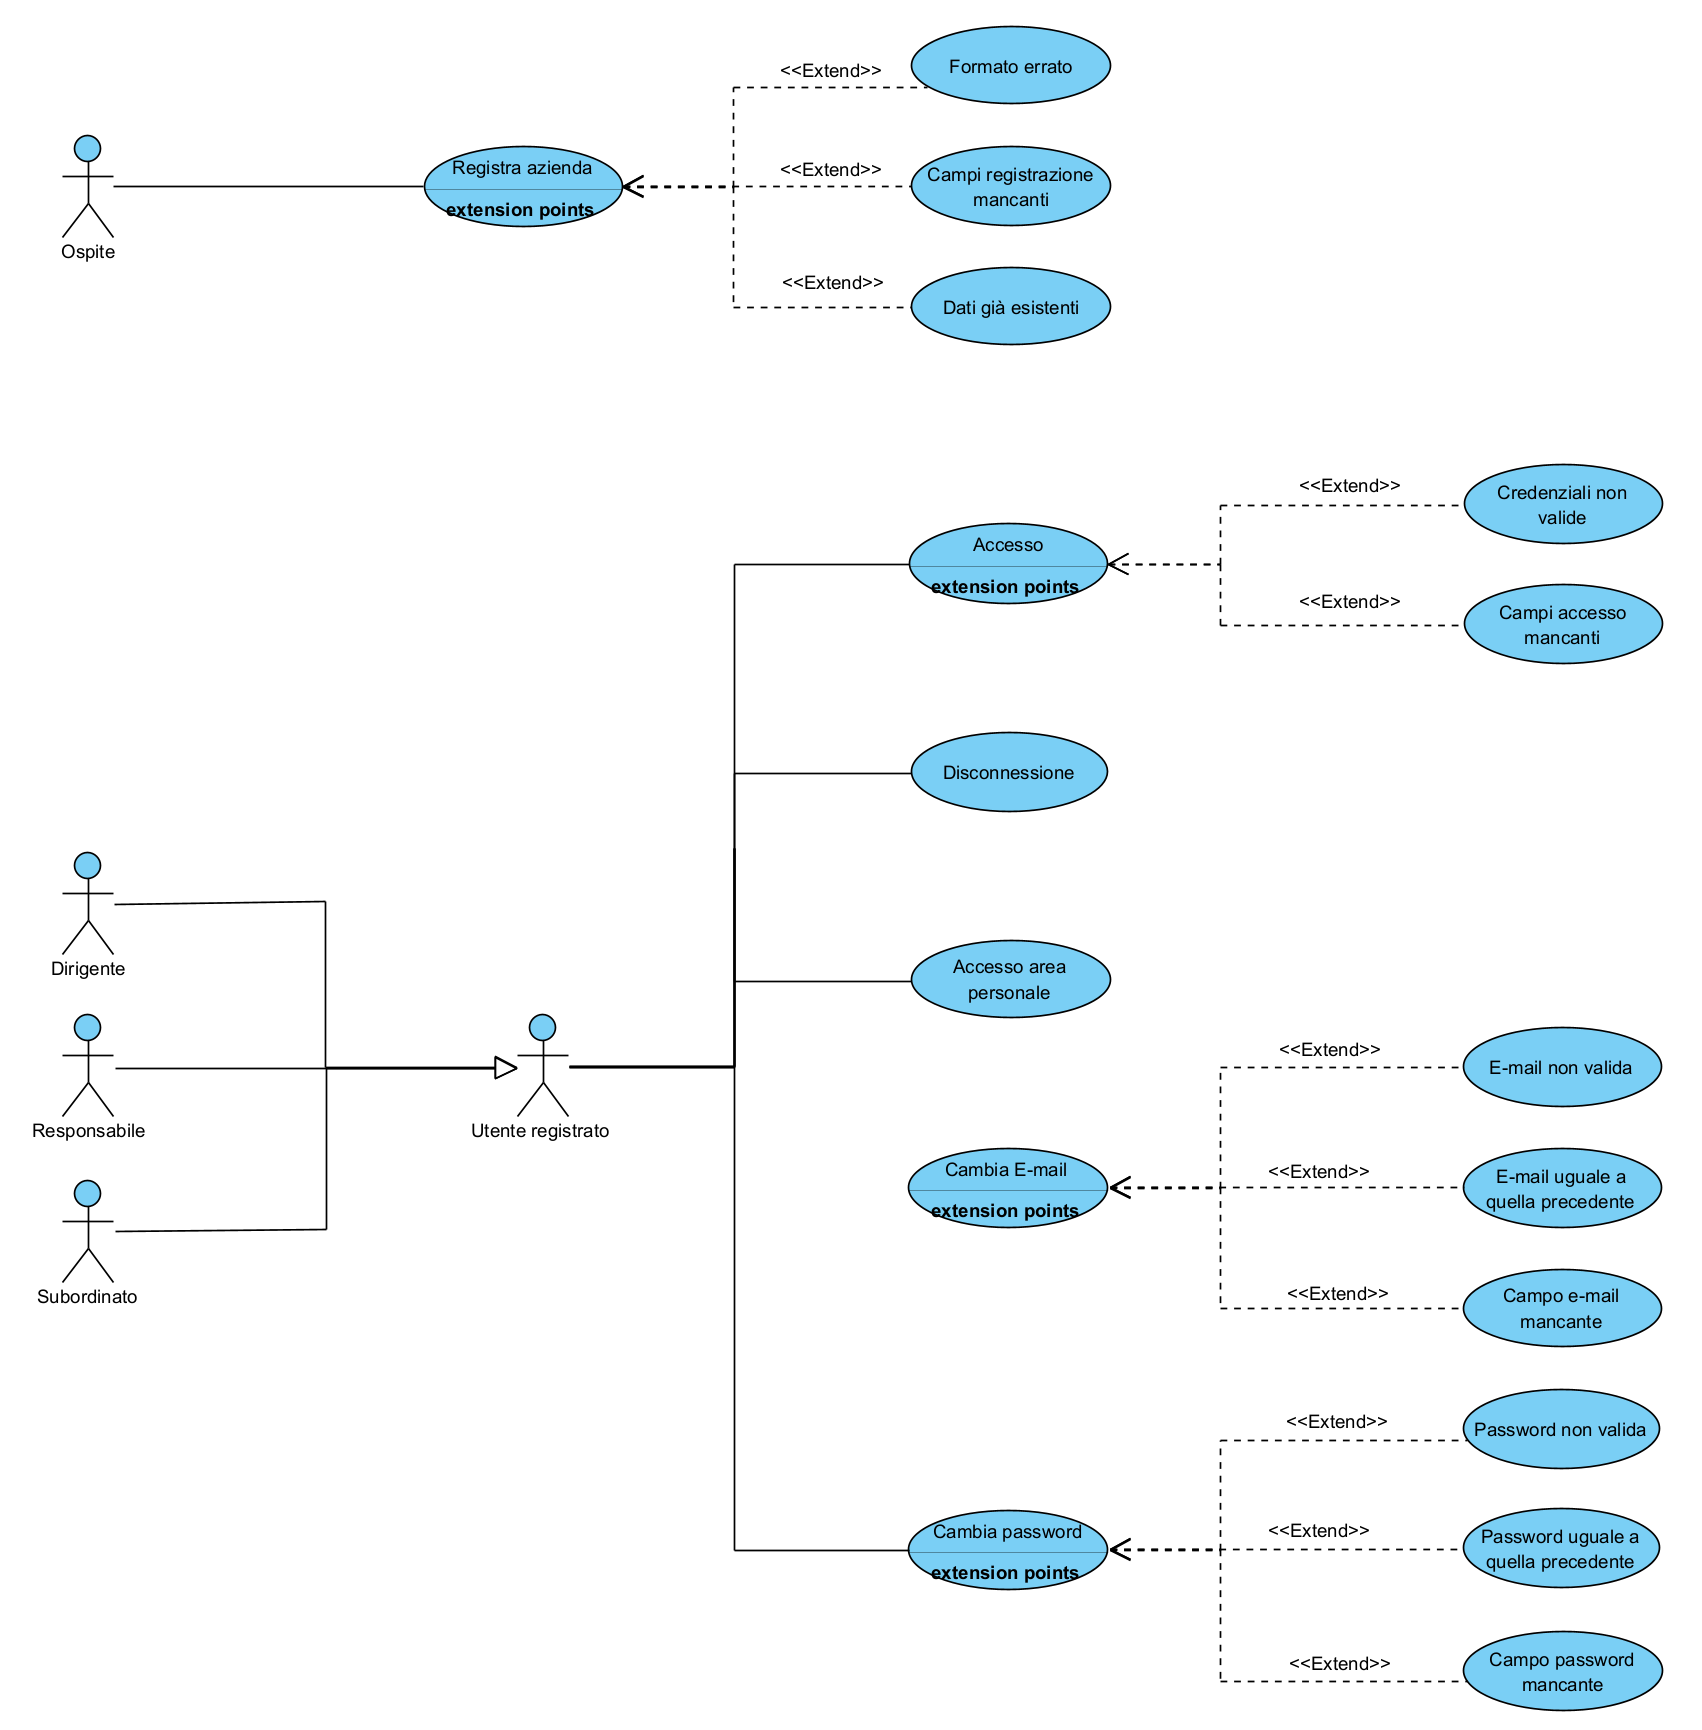 <<Extend>>
Formato errato
Registra azienda
extension points
<<Extend>>
Campi registrazione
mancanti
Ospite
<<Extend>>
Dati già esistenti
<<Extend>>
Credenziali non
valide
Accesso
extension points
<<Extend>>
Campi accesso
mancanti
Disconnessione
Dirigente
Accesso area
personale
Responsabile
Utente registrato
<<Extend>>
E-mail non valida
Cambia E-mail
extension points
<<Extend>>
E-mail uguale a
quella precedente
Subordinato
<<Extend>>
Campo e-mail
mancante
<<Extend>>
Password non valida
Cambia password
extension points
<<Extend>>
Password uguale a
quella precedente
<<Extend>>
Campo password
mancante